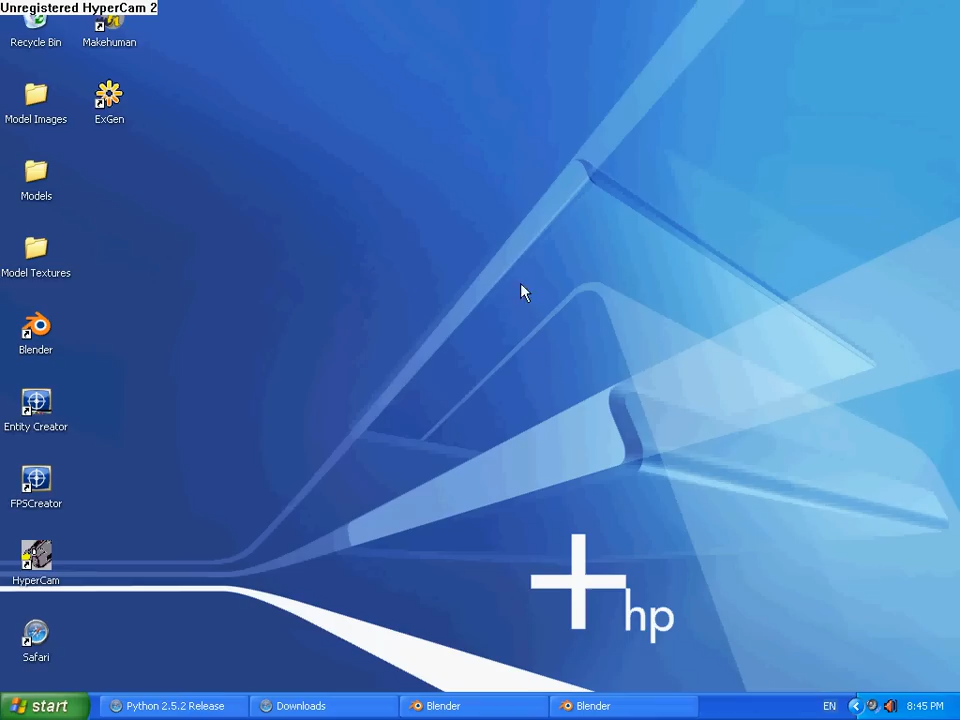 Unregistered HyperCam 2
Recycle Bin
Makehuman
Model Images
ExGen
Models
Model Textures
Blender
Entity Creator
FPSCreator
HyperCam
Safari
hp
start
Python 2.5.2 Release
Downloads
Blender
Blender
EN
8:45 PM